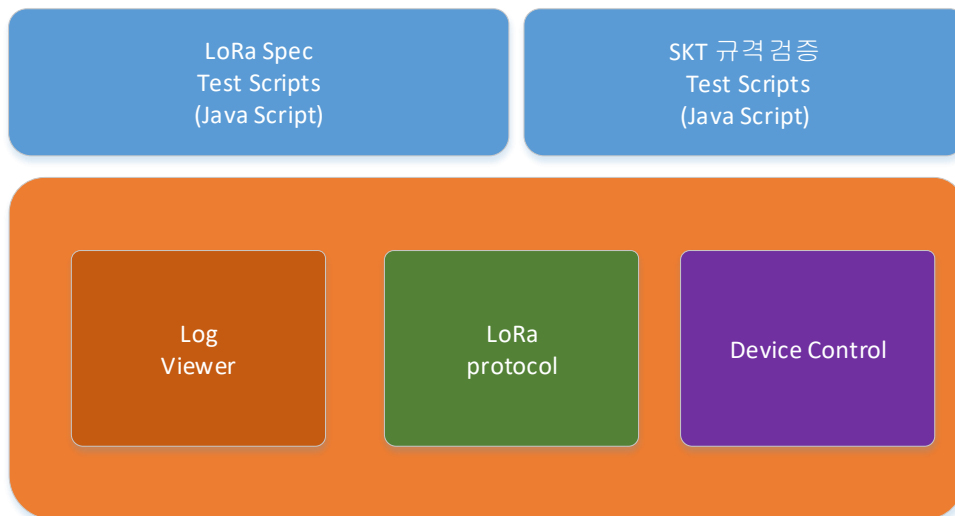 LoRa Spec
Test Scripts
(Java Script)
SKT 규격검증
Test Scripts
(Java Script)
Log
Viewer
LoRa
protocol
Device Control